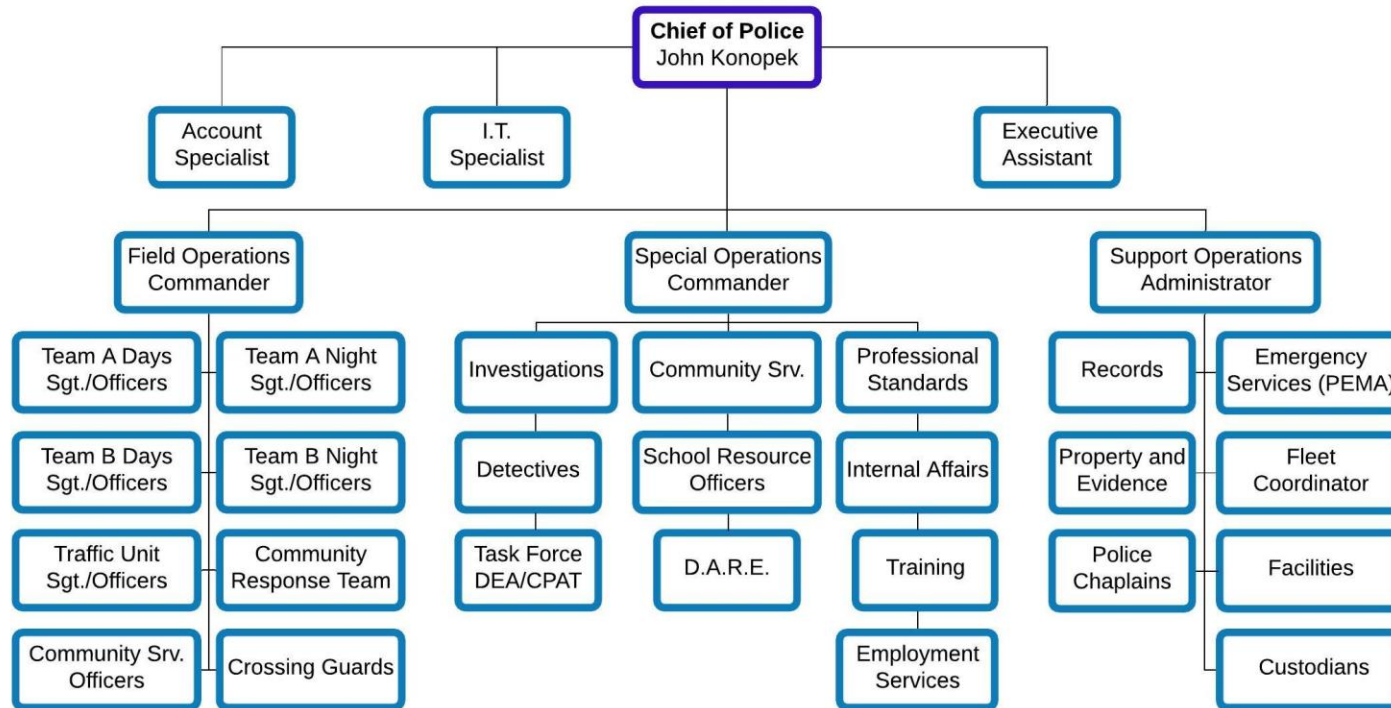 Chief of Police
John Konopek
Account
Specialist
I.T.
Specialist
Executive
Assistant
Field Operations
Commander
Special Operations
Commander
Support Operations
Administrator
Team A Days
Sgt./Officers
Team A Night
Sgt./Officers
Investigations
Community Srv.
Professional
Standards
Records
Emergency
Services (PEMA)
Team B Days
Sgt./Officers
Team B Night
Sgt./Officers
Detectives
School Resource
Officers
Internal Affairs
Property and
Evidence
Fleet
Coordinator
Traffic Unit
Sgt./Officers
Community
Response Team
Task Force
DEA/CPAT
D.A.R.E.
Training
Police
Chaplains
Facilities
Community Srv.
Officers
Crossing Guards
Employment
Services
Custodians